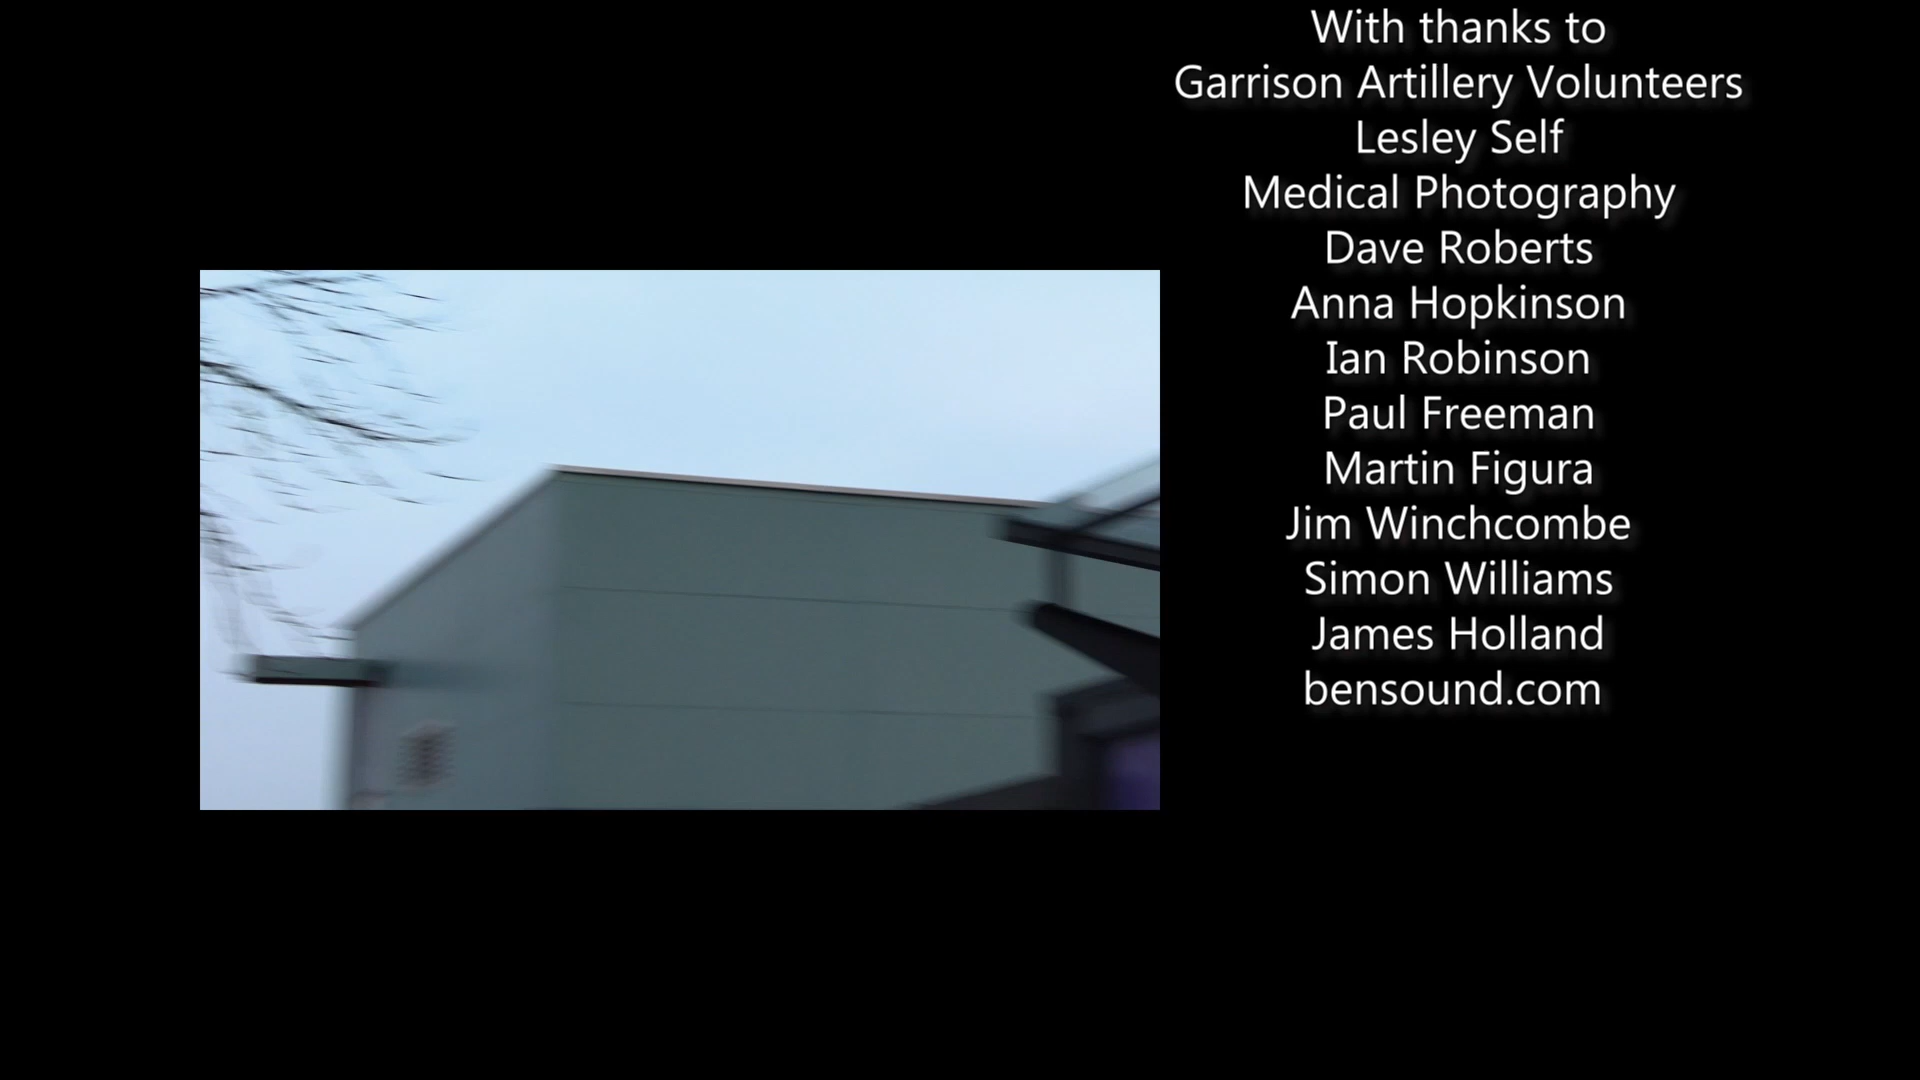 With thanks to
Garrison Artillery Volunteers
Lesley Self
Medical Photography
Dave Roberts
Anna Hopkinson
Ian Robinson
Paul Freeman
Martin Figura
Jim Winchcombe
Simon Williams
James Holland
bensound.com